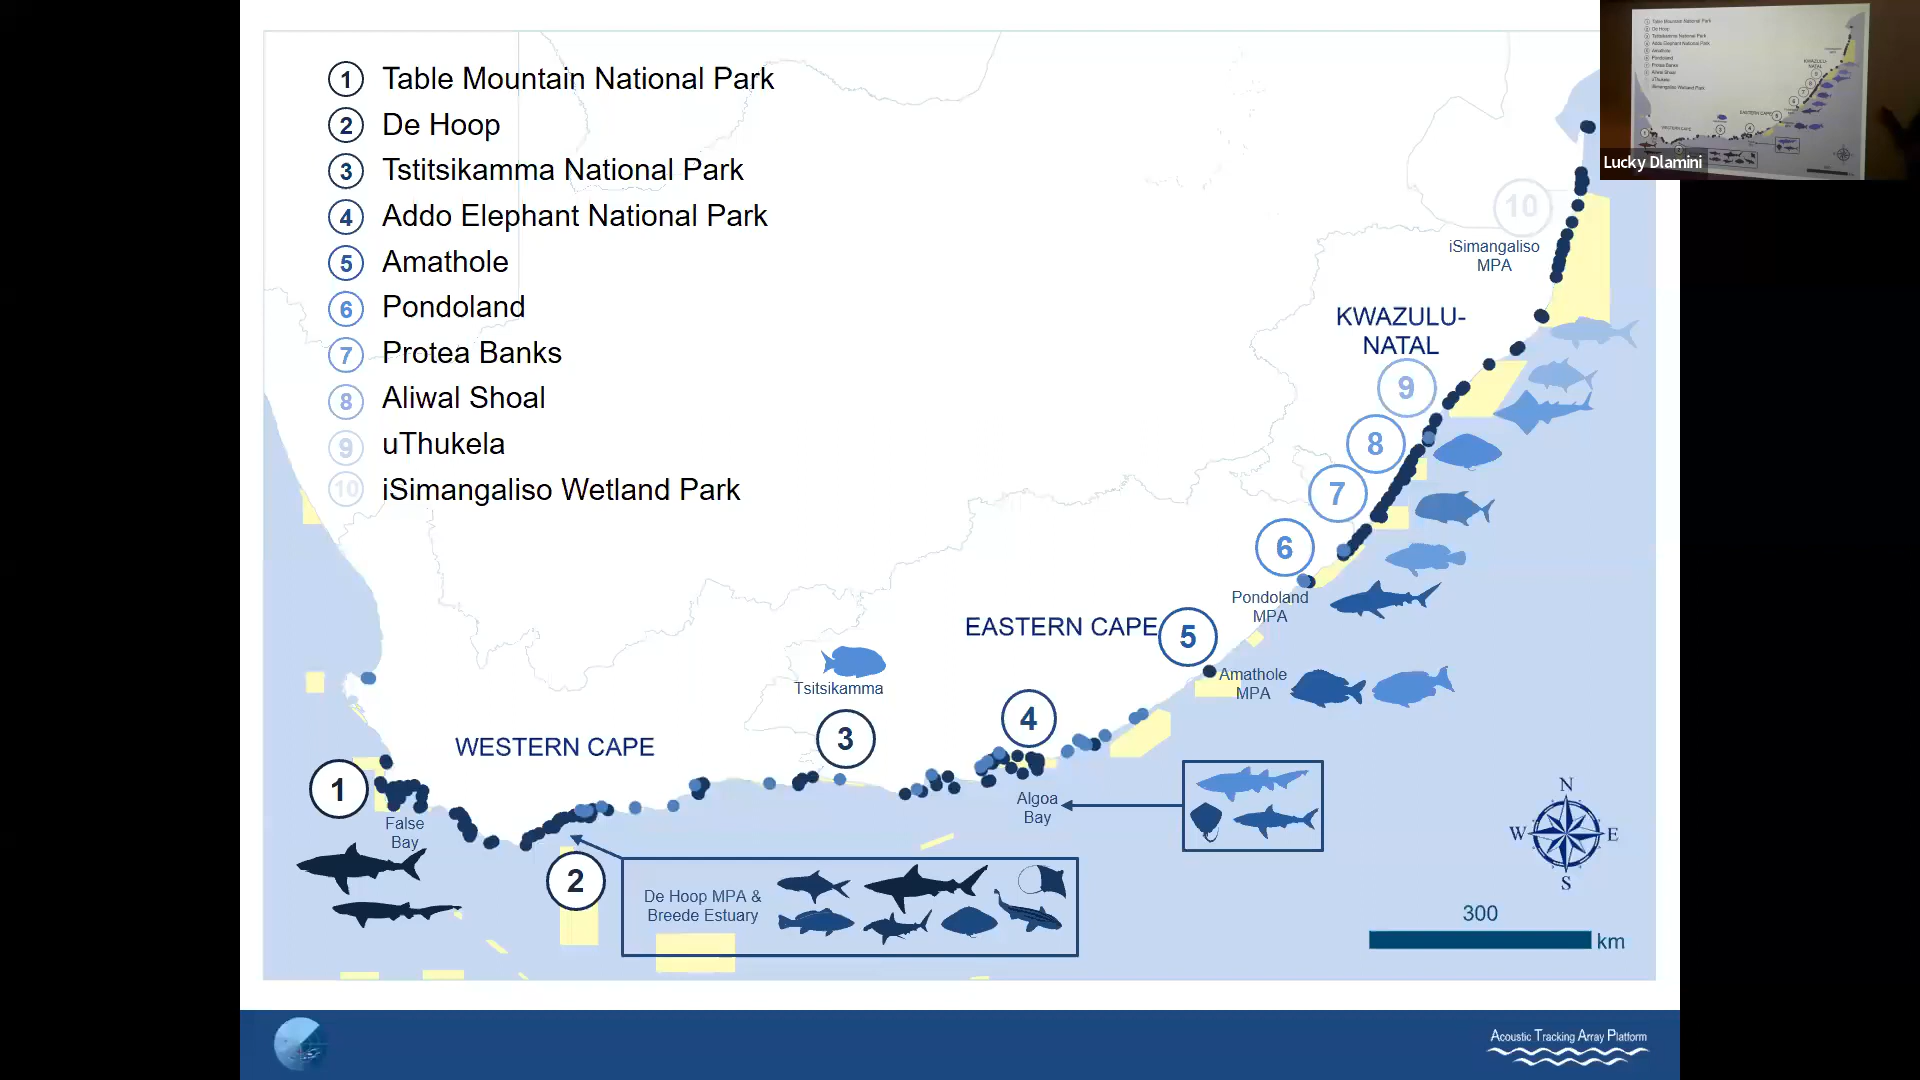 1 Table Mountain National Park
2 De Hoop
3 Tstitsikamma National Park
4 Addo Elephant National Park
5 Amathole
6 Pondoland
7 Protea Banks
8 Aliwal Shoal
9 uThukela
10 iSimangaliso Wetland Park
Lucky Dlamini
10
iSimangaliso
MPA
KWAZULU-
NATAL
9
8
7
6
Pondoland
MPA
EASTERN CAPE
5
Amathole
MPA
Tsitsikamma
3
4
WESTERN CAPE
1
False
Bay
Algoa
Bay
2
De Hoop MPA &
Breede Estuary
N
W E
S
300
km
Acoustic Tracking Array Platform